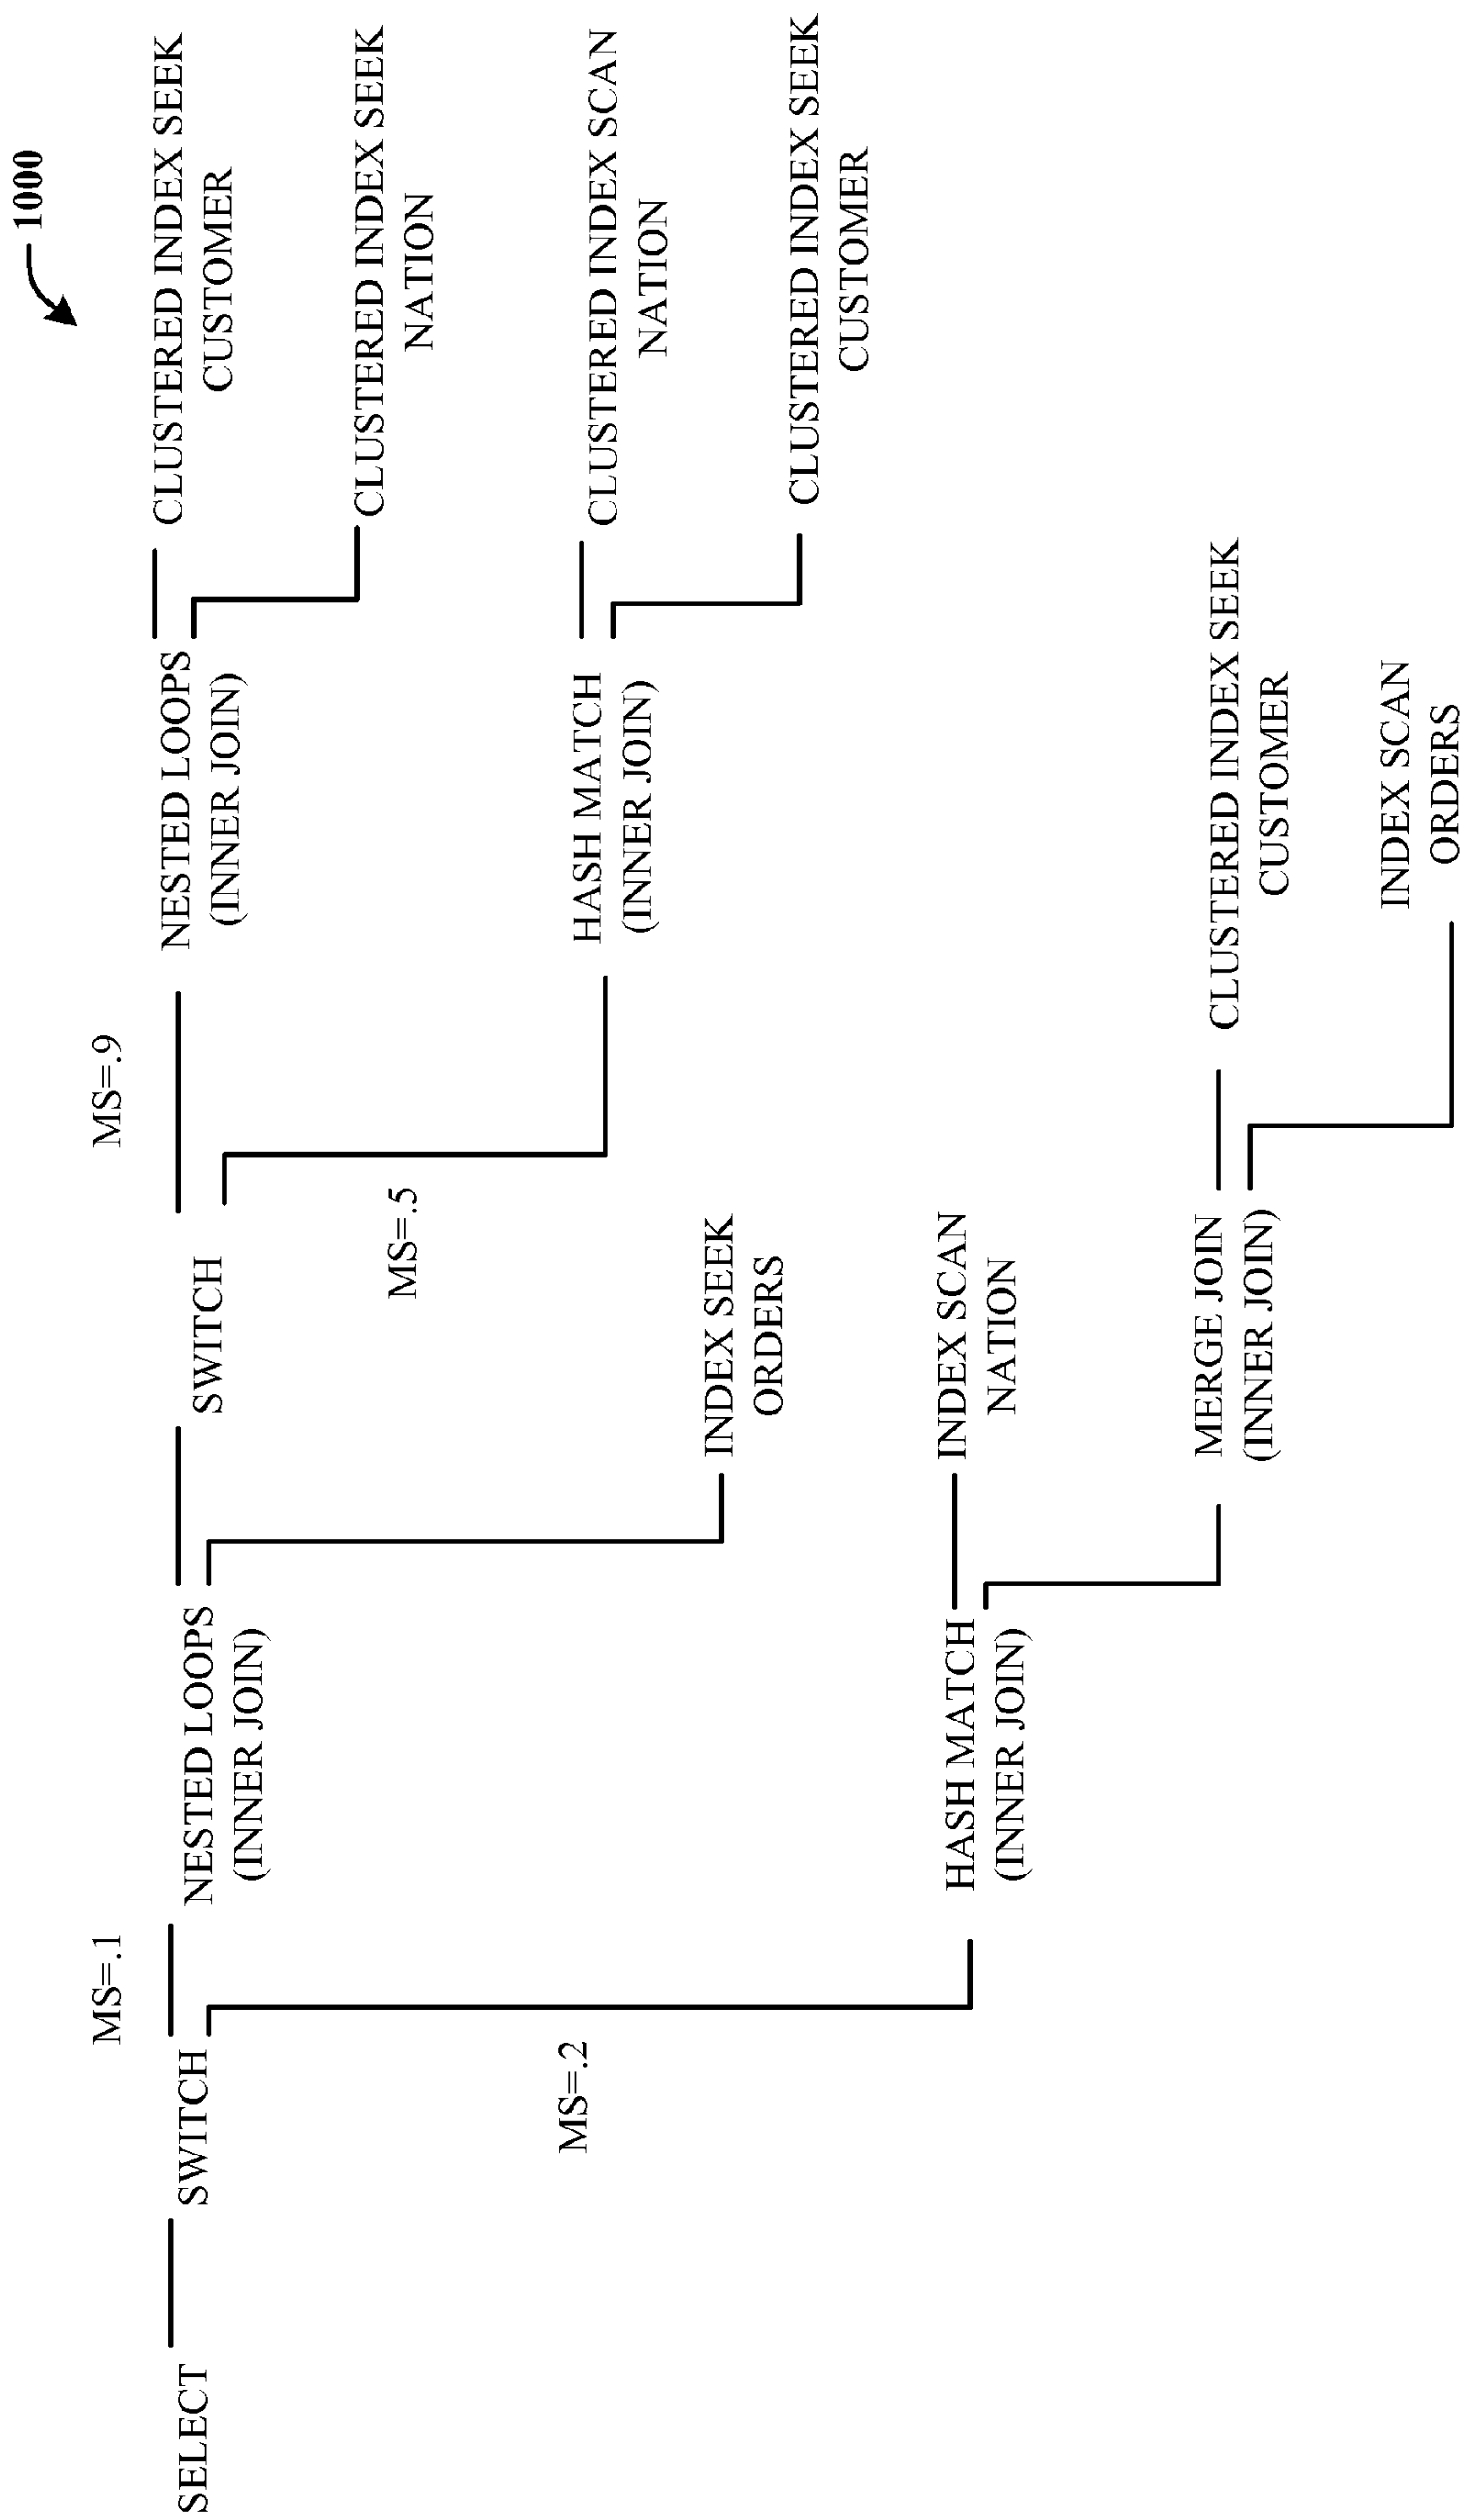 1000
SELECT
SWITCH
MS=.1
NESTED LOOPS
(INNER JOIN)
SWITCH
MS=.9
NESTED LOOPS
(INNER JOIN)
CLUSTERED INDEX SEEK
CUSTOMER
CLUSTERED INDEX SEEK
NATION
MS=.5
HASH MATCH
(INNER JOIN)
CLUSTERED INDEX SCAN
NATION
CLUSTERED INDEX SEEK
CUSTOMER
INDEX SEEK
ORDERS
MS=.2
HASH MATCH
(INNER JOIN)
INDEX SCAN
NATION
MERGE JOIN
(INNER JOIN)
CLUSTERED INDEX SEEK
CUSTOMER
INDEX SCAN
ORDERS